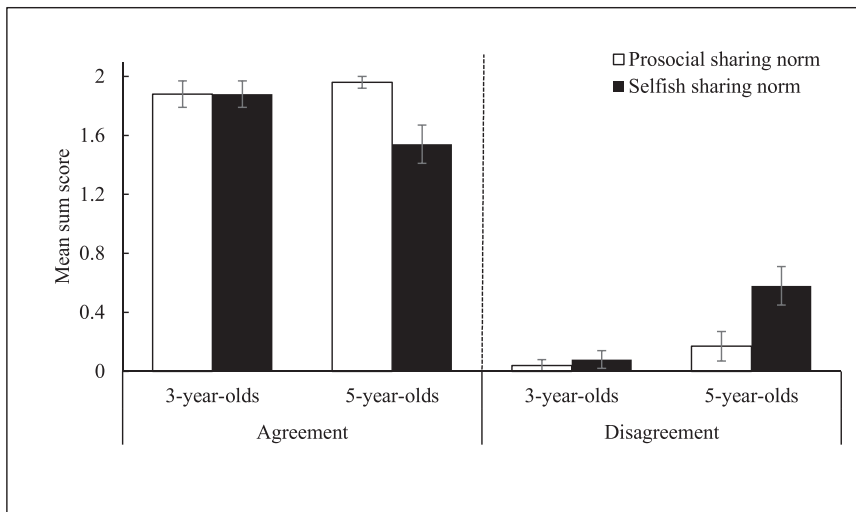 Prosocial sharing norm
Selfish sharing norm
Mean sum score
2
1.6
1.2
0.8
0.4
0
3-year-olds
5-year-olds
3-year-olds
5-year-olds
Agreement
Disagreement